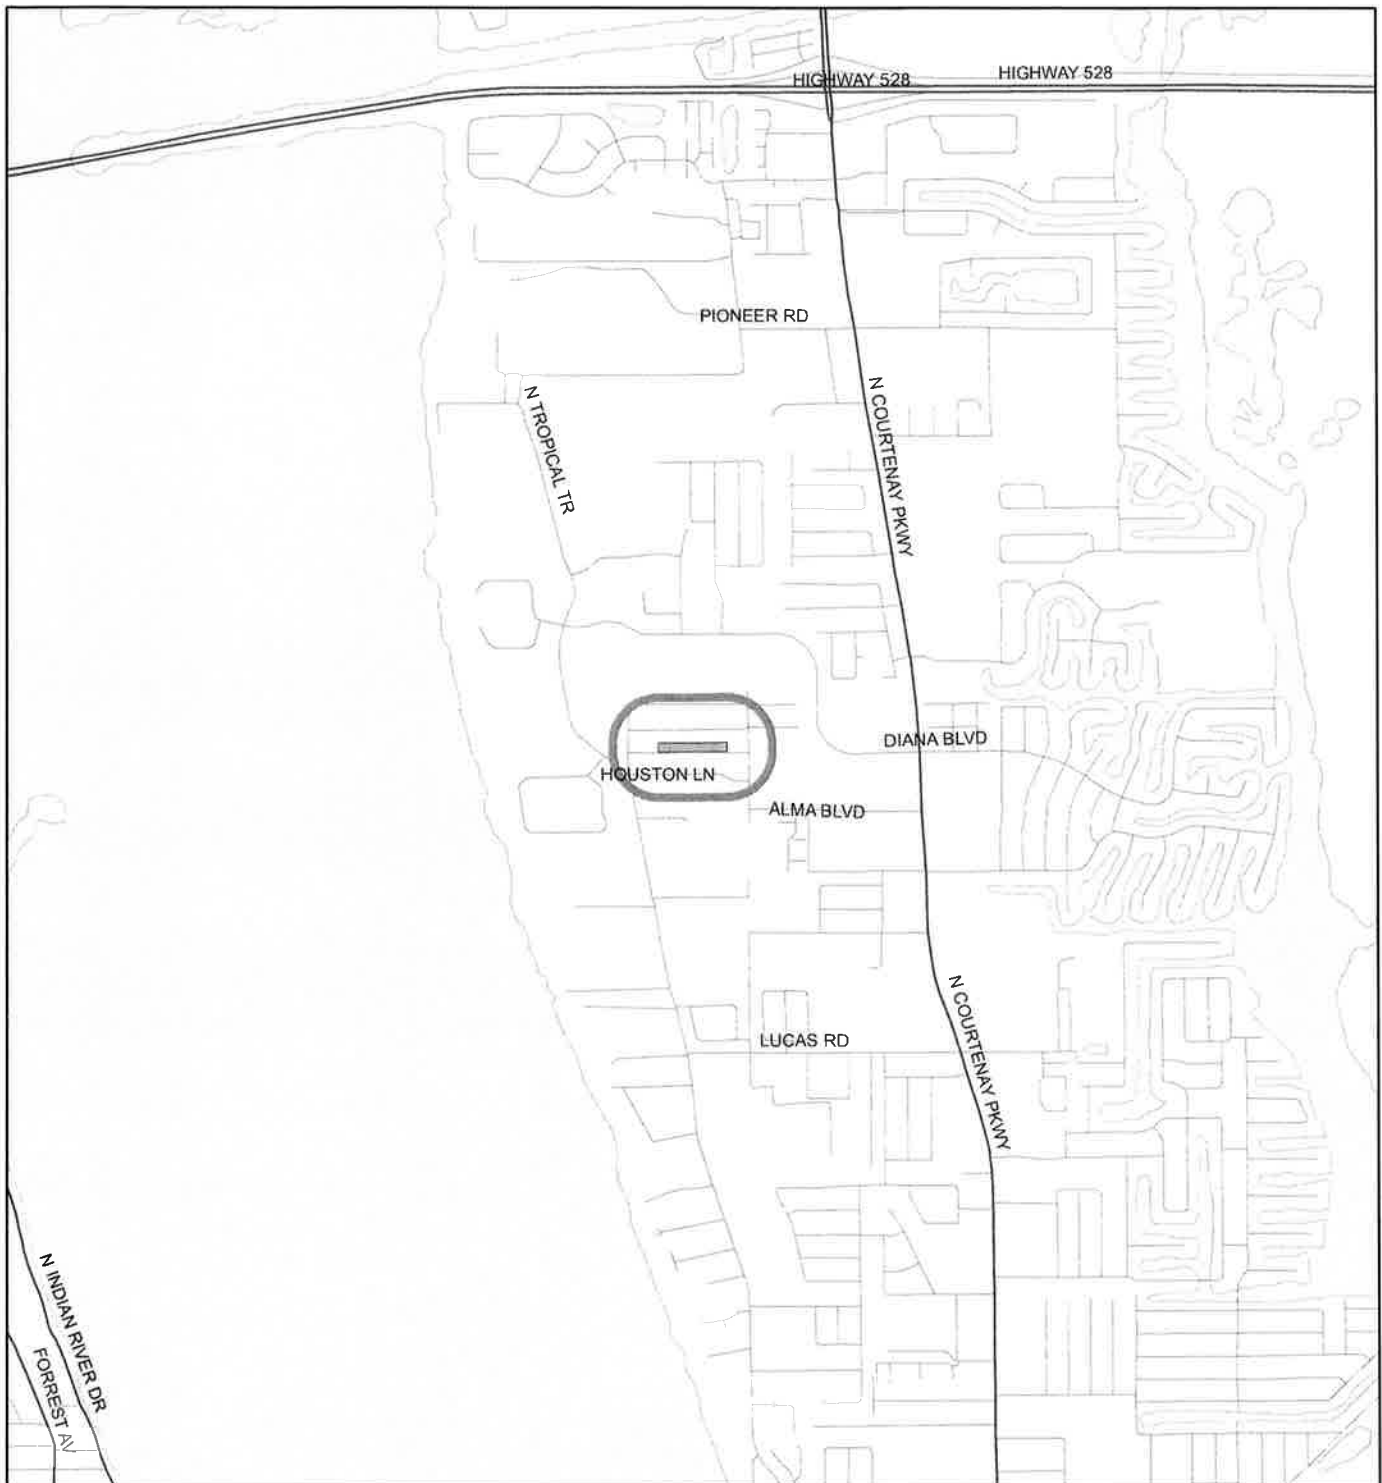 HIGHWAY 528
HIGHWAY 528
PIONEER RD
N TROPICAL TR
N COURTENAY PKWY
DIANA BLVD
HOUSTON LN
ALMA BLVD
N COURTENAY PKWY
LUCAS RD
N INDIAN RIVER DR
FORREST AV